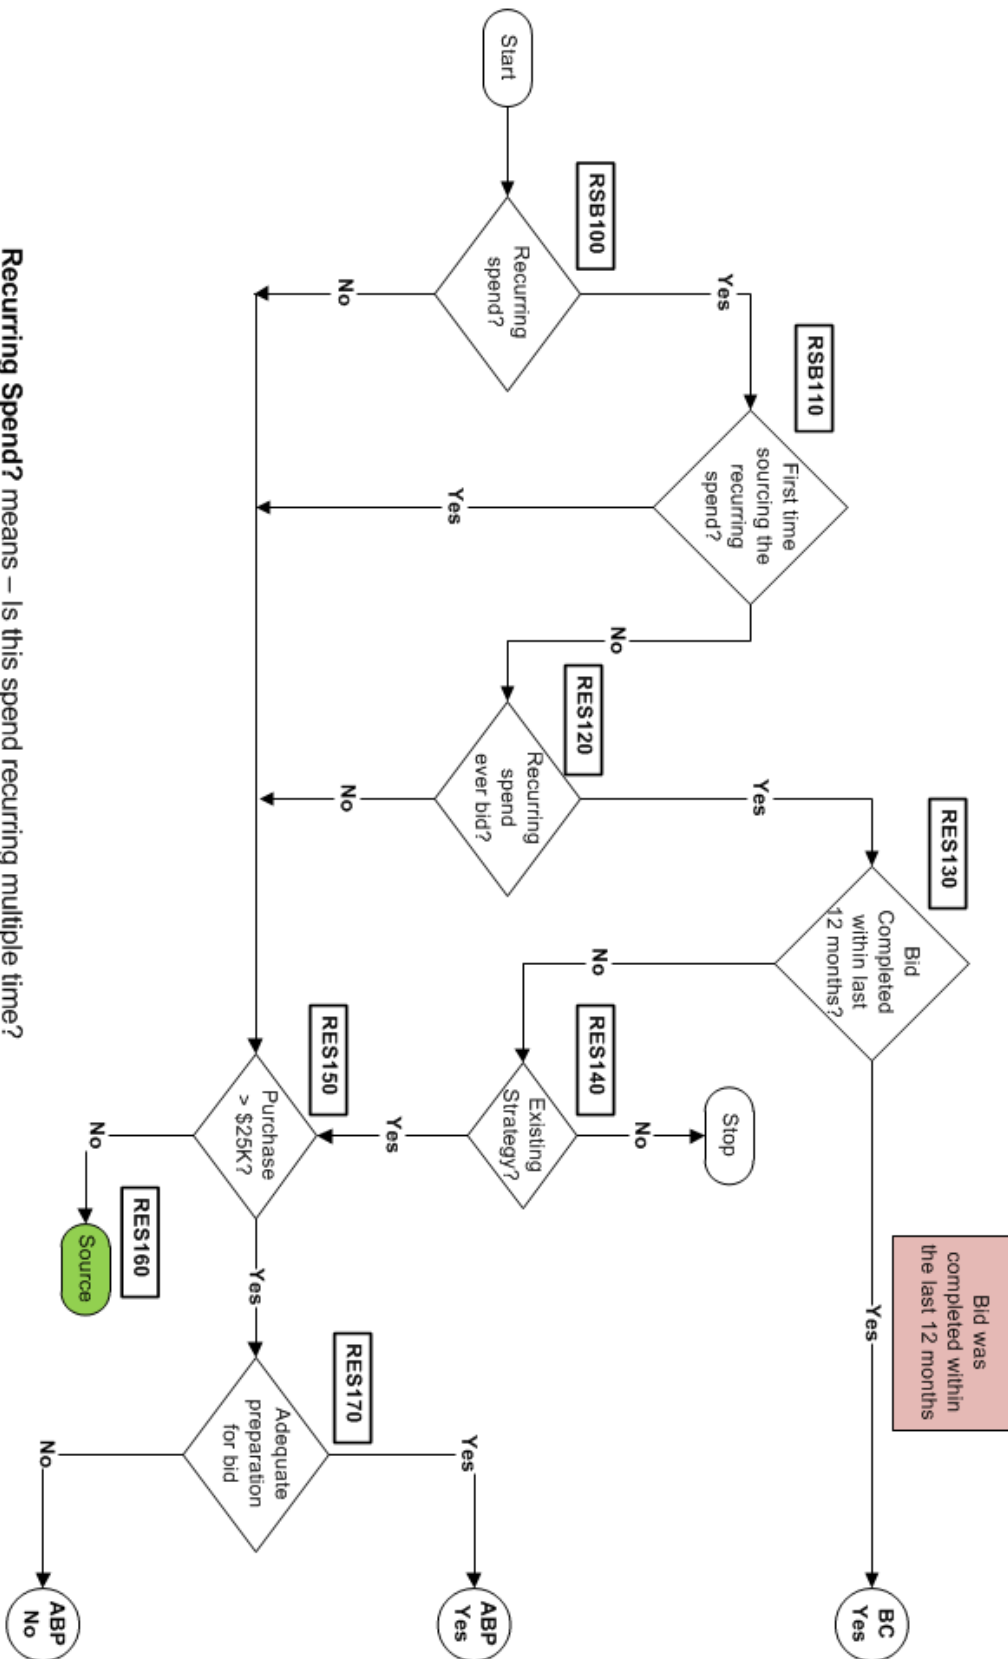 Start
RSB100
Recurring
spend?
Yes
No
RSB110
First time
sourcing the
recurring
spend?
Yes
No
RES120
Recurring
spend
ever bid?
Yes
No
RES130
Bid
Completed
within last
12 months?
No
Yes
Bid was
completed within
the last 12 months
BC
Yes
RES140
Existing
Strategy?
No
Stop
Yes
RES150
Purchase
> $25K?
No
RES160
Source
Yes
RES170
Adequate
preparation
for bid
Yes
ABP
Yes
No
ABP
No
Recurring Spend? means – Is this spend recurring multiple time?